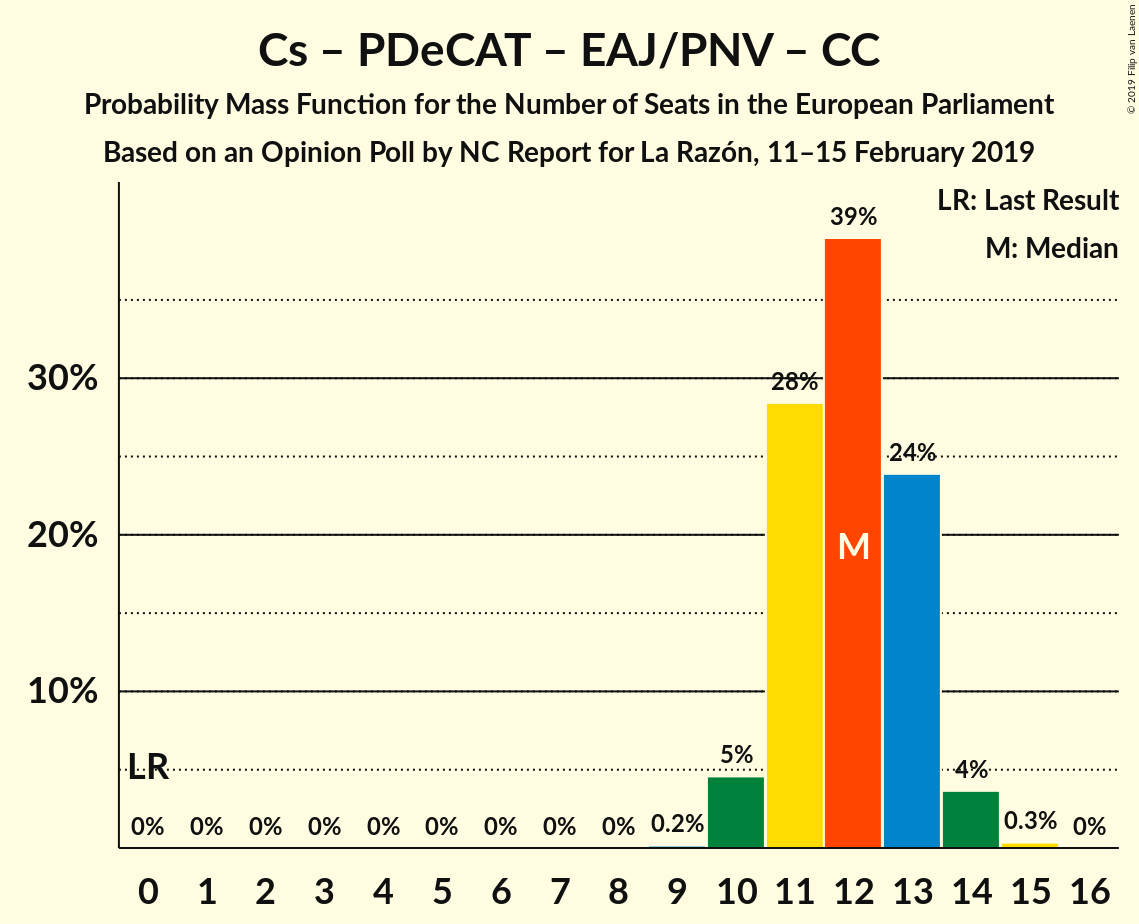 Cs – PDeCAT – EAJ/PNV – CC
Probability Mass Function for the Number of Seats in the European Parliament
Based on an Opinion Poll by NC Report for La Razón, 11–15 February 2019
© 2019 Filip van Laenen
LR: Last Result
M: Median
39%
30%
28%
24%
20%
M
10%
LR
5%
4%
0% 0% 0% 0% 0% 0% 0% 0% 0% 0.2% 0.3% 0%
0 1 2 3 4 5 6 7 8 9 10 11 12 13 14 15 16